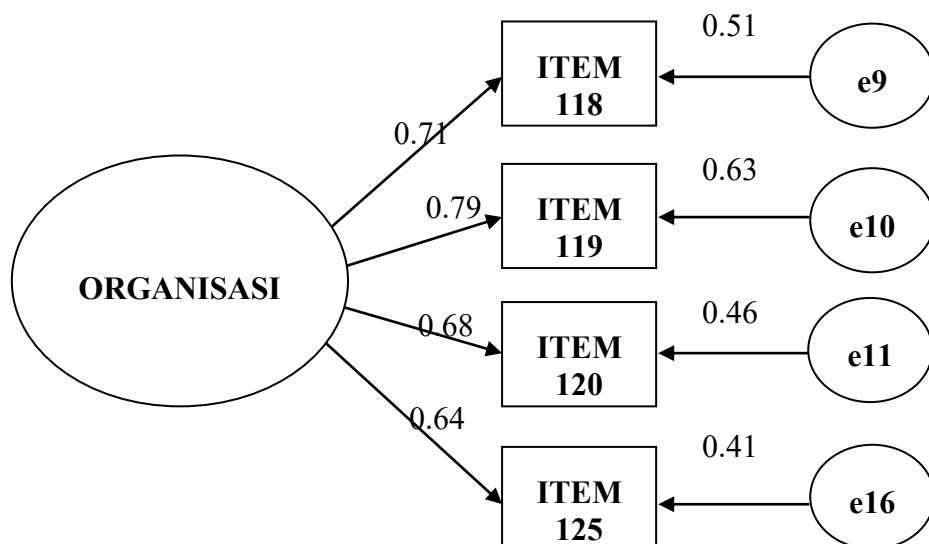 0.51
ITEM
118
e9
0.71
0.63
ITEM
119
e10
0.79
ORGANISASI
0.46
ITEM
120
e11
0.68
0.41
ITEM
125
e16
0.64